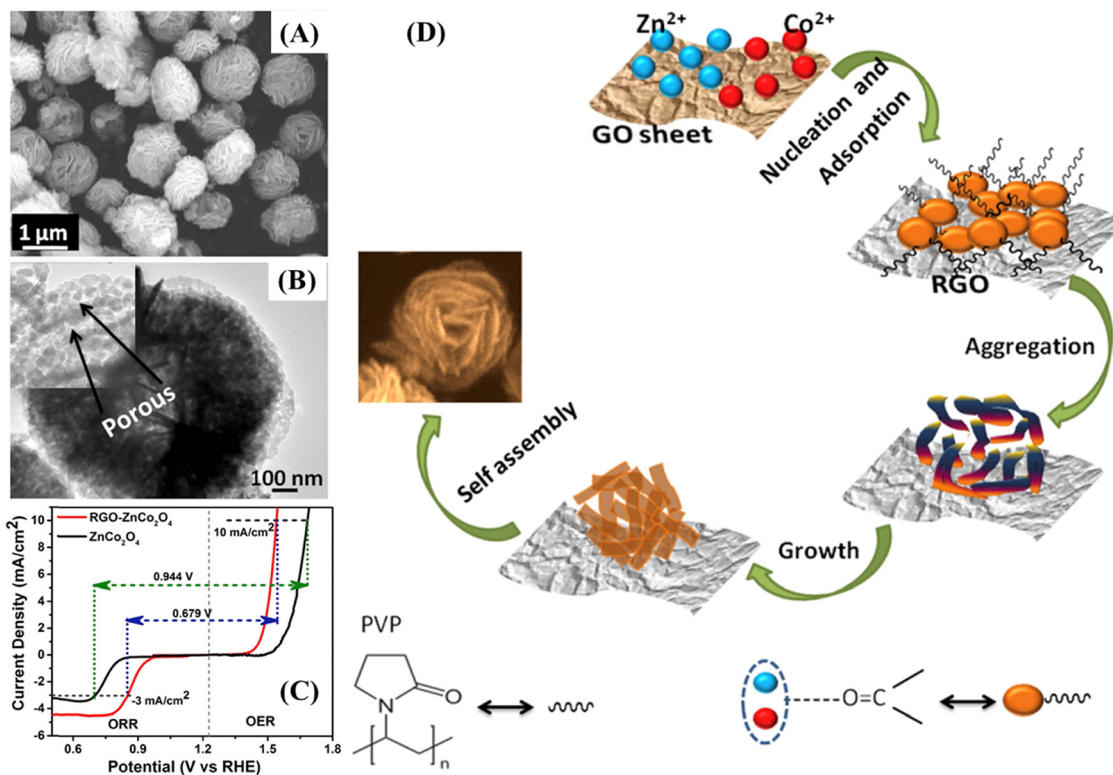 (A)
1 μm
(B)
Porous
100 nm
RGO-ZnCo₂O₄
ZnCo₂O₄
10 mA/cm²
0.944 V
0.679 V
-3 mA/cm²
(C)
ORR
OER
Current Density (mA/cm²)
10
8
6
4
2
0
-2
-4
-6
0.6
0.9
1.2
1.5
1.8
Potential (V vs RHE)
(D)
Zn²⁺
Co²⁺
GO sheet
Nucleation and
Adsorption
RGO
Aggregation
Growth
Self assembly
PVP
N
O
n
O=C